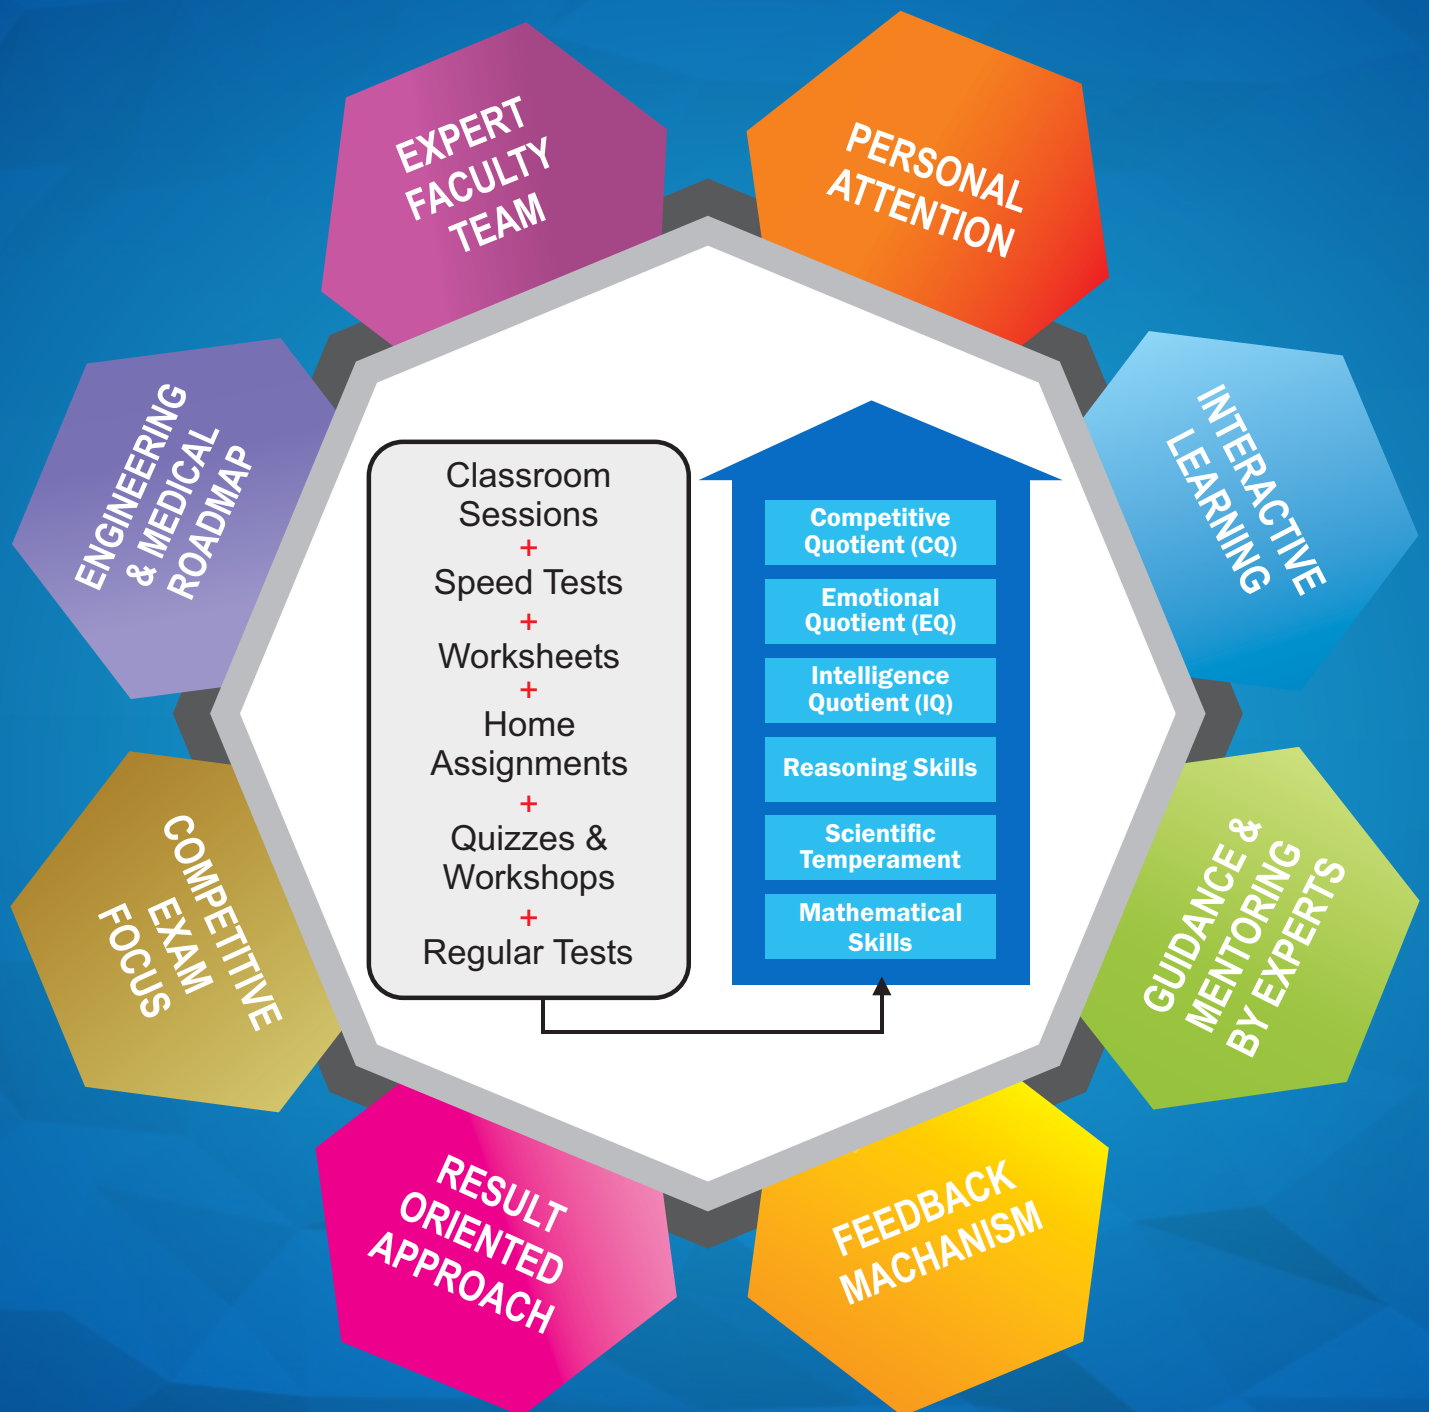 EXPERT
FACULTY
TEAM
PERSONAL
ATTENTION
INTERACTIVE
LEARNING
GUIDANCE &
MENTORING
BY EXPERTS
FEEDBACK
MACHANISM
RESULT
ORIENTED
APPROACH
COMPETITIVE
EXAM
FOCUS
ENGINEERING
& MEDICAL
ROADMAP
Classroom
Sessions
+
Speed Tests
+
Worksheets
+
Home
Assignments
+
Quizzes &
Workshops
+
Regular Tests
Competitive
Quotient (CQ)
Emotional
Quotient (EQ)
Intelligence
Quotient (IQ)
Reasoning Skills
Scientific
Temperament
Mathematical
Skills